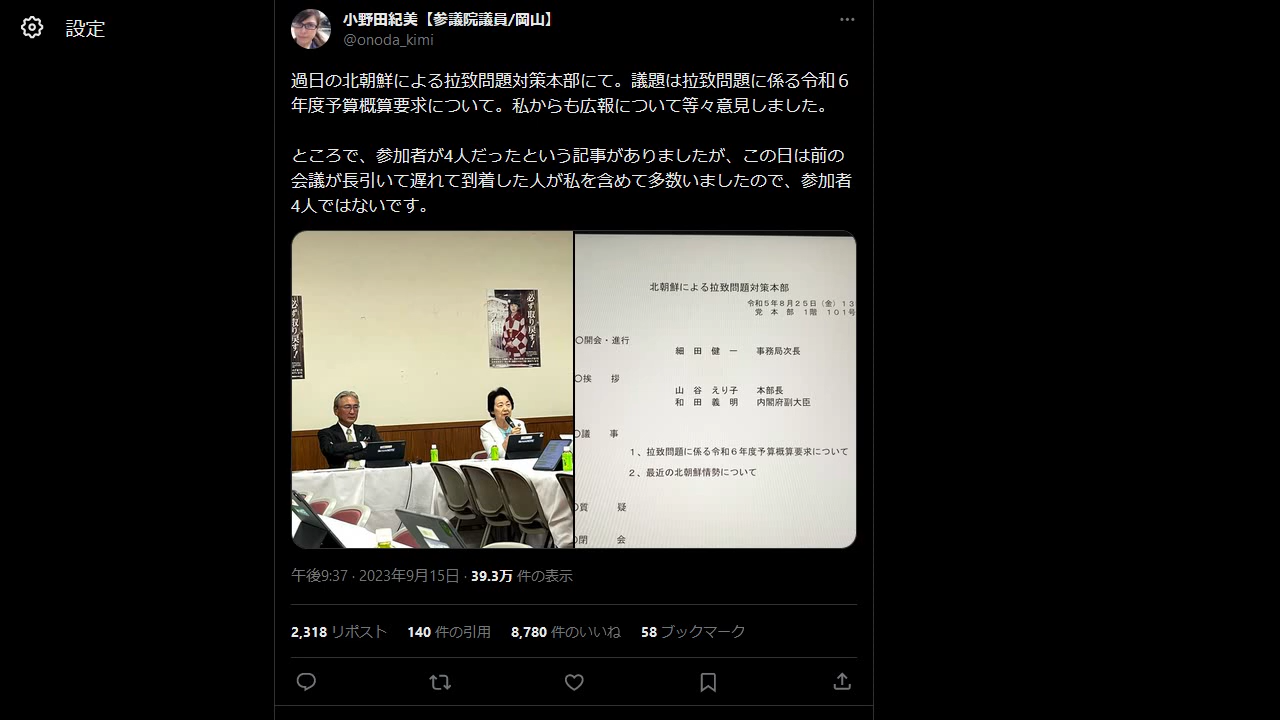 設定
小野田紀美【参議院議員/岡山】
@onoda_kimi
過日の北朝鮮による拉致問題対策本部にて。議題は拉致問題に係る令和６
年度予算概算要求について。私からも広報について等々意見しました。
ところで、参加者が4人だったという記事がありましたが、この日は前の
会議が長引いて遅れて到着した人が私を含めて多数いましたので、参加者
4人ではないです。
必ず取り戻す!
必ず取り戻す!
北朝鮮による拉致問題対策本部
令和５年８月２５日（金）１３
党　本　部　１階　１０１号
○開会・進行
細　田　健　一　　事務局次長
○挨　　拶
山　谷　えり子　　本部長
和　田　義　明　　内閣府副大臣
○議　　事
１、拉致問題に係る令和６年度予算概算要求について
２、最近の北朝鮮情勢について
○質　　疑
○閉　　会
午後9:37 · 2023年9月15日 · 39.3万 件の表示
2,318 リポスト 140 件の引用 8,780 件のいいね 58 ブックマーク